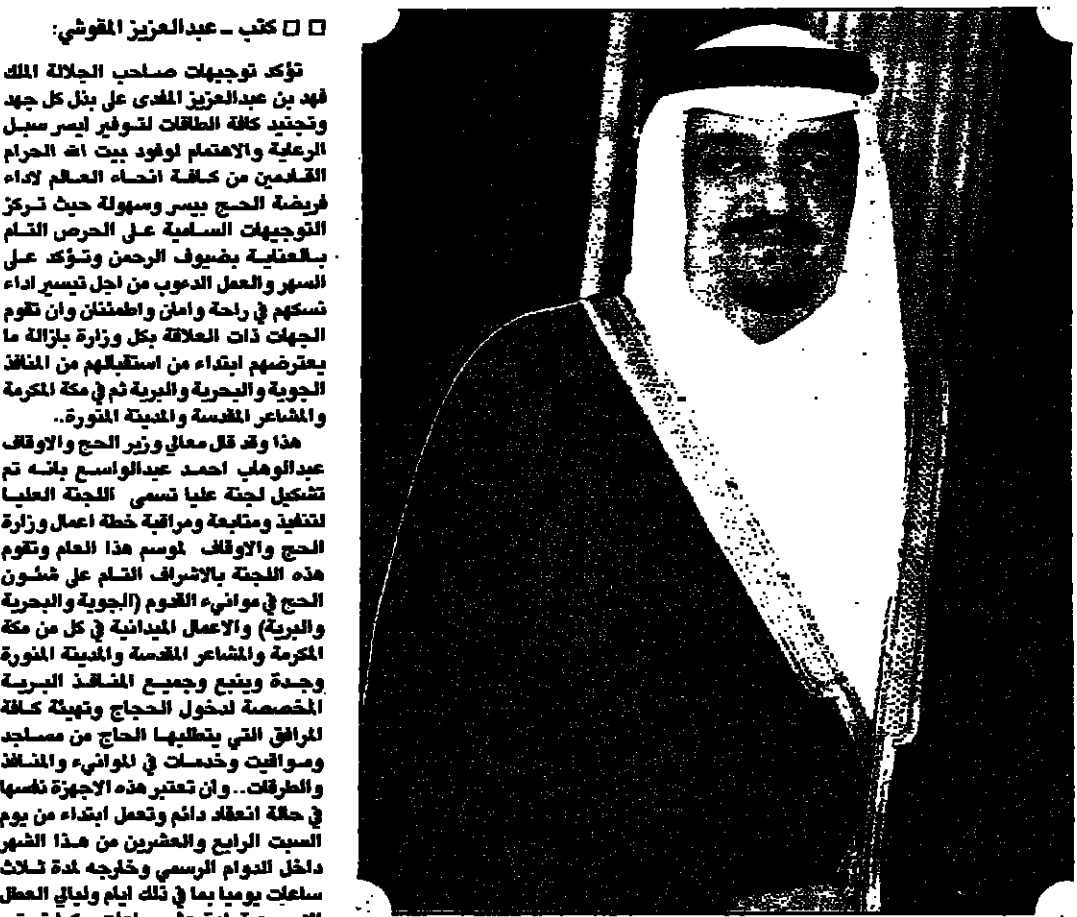 □ □ كتب ـ عبدالعزيز المقوشي:
تؤكد توجيهات صاحب الجلالة الملك
فهد بن عبدالعزيز المفدى على بذل كل جهد
وتجنيد كافة الطاقات لتوفير ايسر سبل
الرعاية والاهتمام لوفود بيت الله الحرام
القادمين من كافة انحاء العالم لاداء
فريضة الحج بيسر وسهولة حيث تركز
التوجيهات السامية على الحرص التام
بالعناية بضيوف الرحمن وتؤكد على
السهر والعمل الدءوب من اجل تيسير اداء
نسكهم في راحة وامان واطمئنان وان تقوم
الجهات ذات العلاقة بكل وزارة بازالة ما
يعترضهم ابتداء من استقبالهم من المنافذ
الجوية والبحرية والبرية ثم في مكة المكرمة
والمشاعر المقدسة والمدينة المنورة..
هذا وقد قال معالي وزير الحج والاوقاف
عبدالوهاب احمد عبدالواسع بانه تم
تشكيل لجنة عليا تسمى اللجنة العليا
لتنفيذ ومتابعة ومراقبة خطة اعمال وزارة
الحج والاوقاف لموسم هذا العام وتقوم
هذه اللجنة بالاشراف التام على شئون
الحج في موانيء القدوم (الجوية والبحرية
والبرية) والاعمال الميدانية في كل من مكة
المكرمة والمشاعر المقدسة والمدينة المنورة
وجدة وينبع وجميع المنافذ البرية
المخصصة لدخول الحجاج وتهيئة كافة
المرافق التي يتطلبها الحاج من مساجد
ومواقيت وخدمات في الموانيء والمنافذ
والطرقات.. وان تعتبر هذه الاجهزة نفسها
في حالة انعقاد دائم وتعمل ابتداء من يوم
السبت الرابع والعشرين من هذا الشهر
داخل الدوام الرسمي وخارجه لمدة ثلاث
ساعات يوميا بما في ذلك ايام وليالي العطل